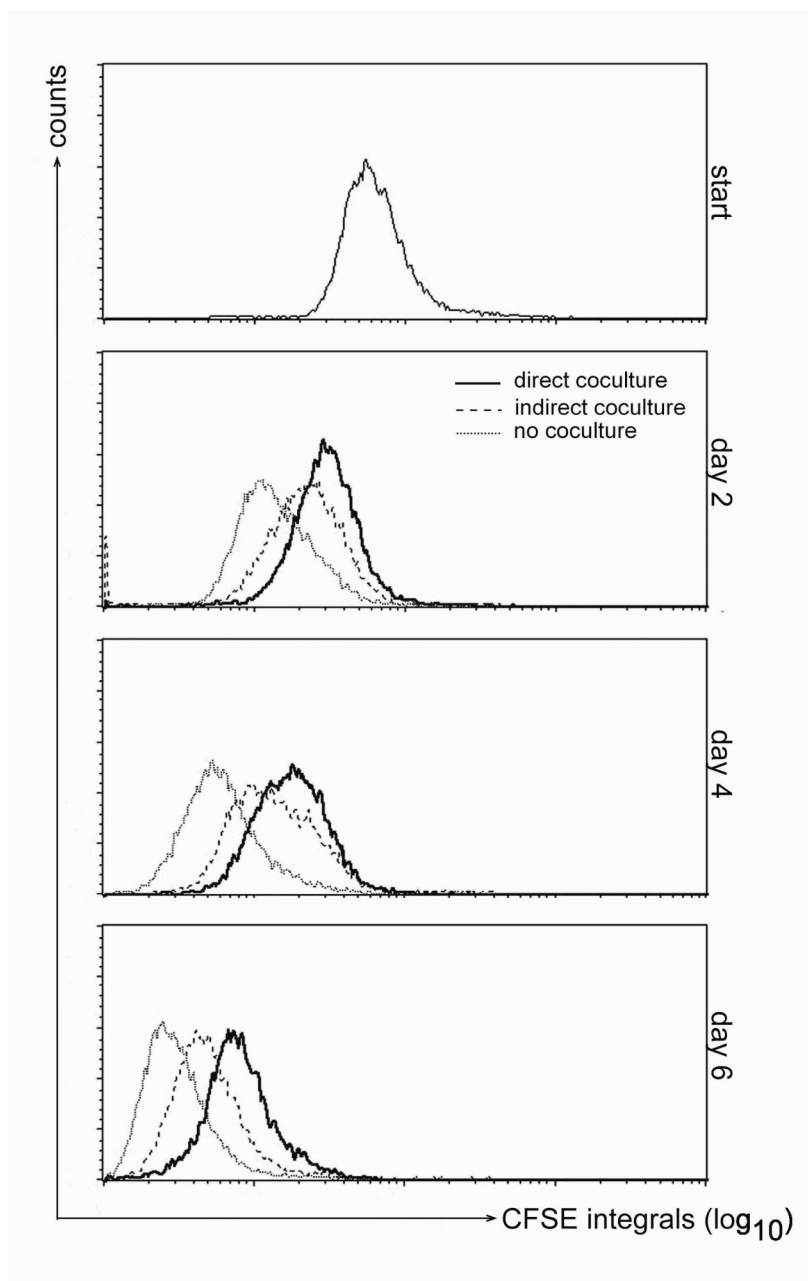 counts
start
direct coculture
indirect coculture
no coculture
day 2
day 4
day 6
CFSE integrals (log10)